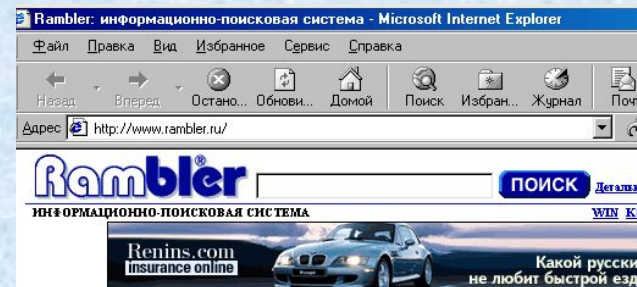 Rambler: информационно-поисковая система - Microsoft Internet Explorer
Файл Правка Вид Избранное Сервис Справка
Назад Вперед Остано... Обнови... Домой Поиск Избран... Журнал Почт
Адрес http://www.rambler.ru/
Rambler® ПОИСК Детальн
ИНФОРМАЦИОННО-ПОИСКОВАЯ СИСТЕМА WIN K
Renins.com
insurance online
Какой русски
не любит быстрой езд